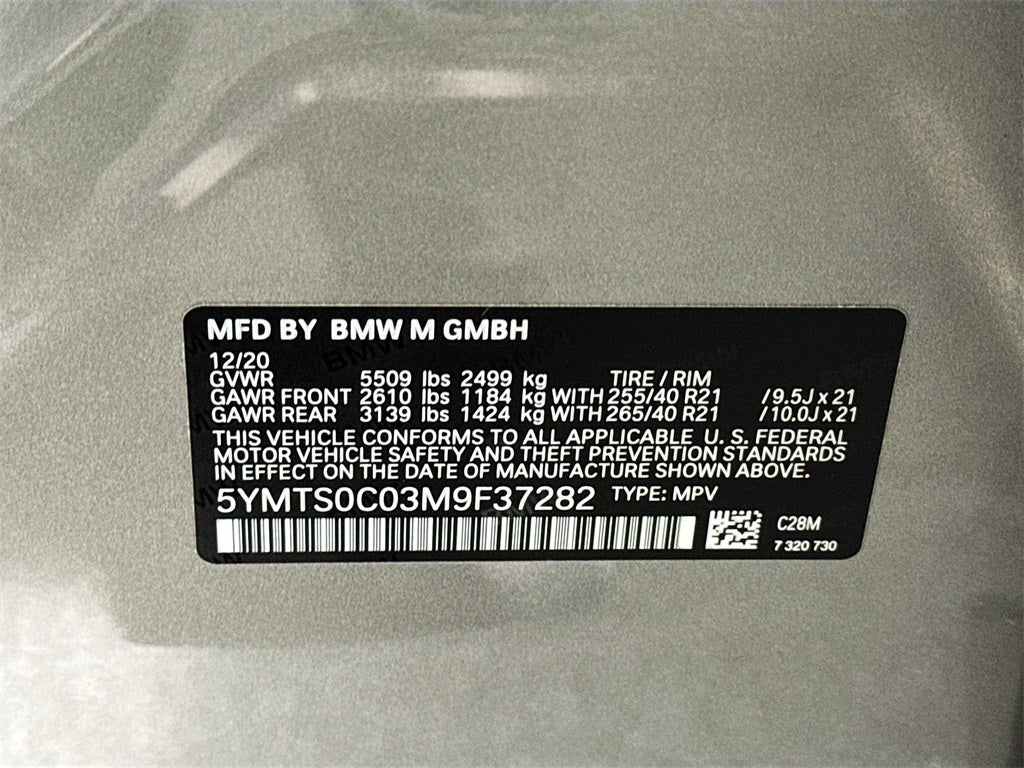 MFD BY BMW M GMBH
12/20
GVWR 5509 lbs 2499 kg TIRE / RIM
GAWR FRONT 2610 lbs 1184 kg WITH 255/40 R21 / 9.5J x 21
GAWR REAR 3139 lbs 1424 kg WITH 265/40 R21 / 10.0J x 21
THIS VEHICLE CONFORMS TO ALL APPLICABLE U. S. FEDERAL
MOTOR VEHICLE SAFETY AND THEFT PREVENTION STANDARDS
IN EFFECT ON THE DATE OF MANUFACTURE SHOWN ABOVE.
5YMTS0C03M9F37282 TYPE: MPV
C28M
7 320 730